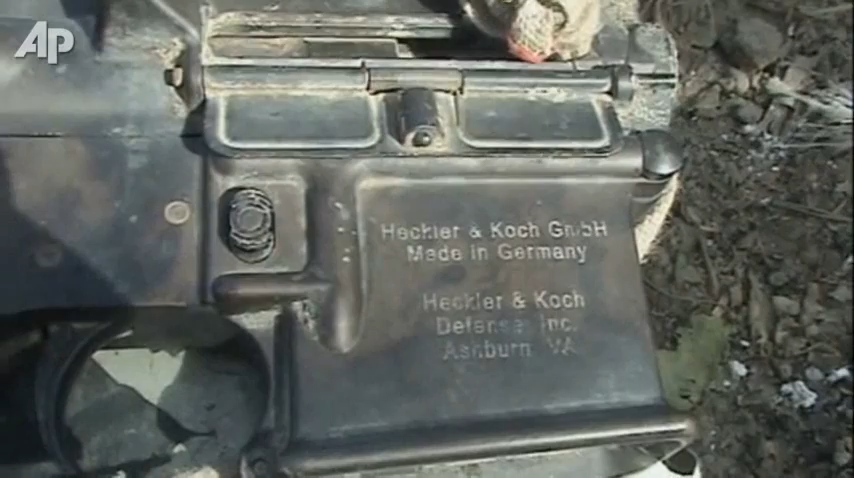 AP
Heckler & Koch GmbH
Made in Germany
Heckler & Koch
Defense Inc.
Ashburn VA